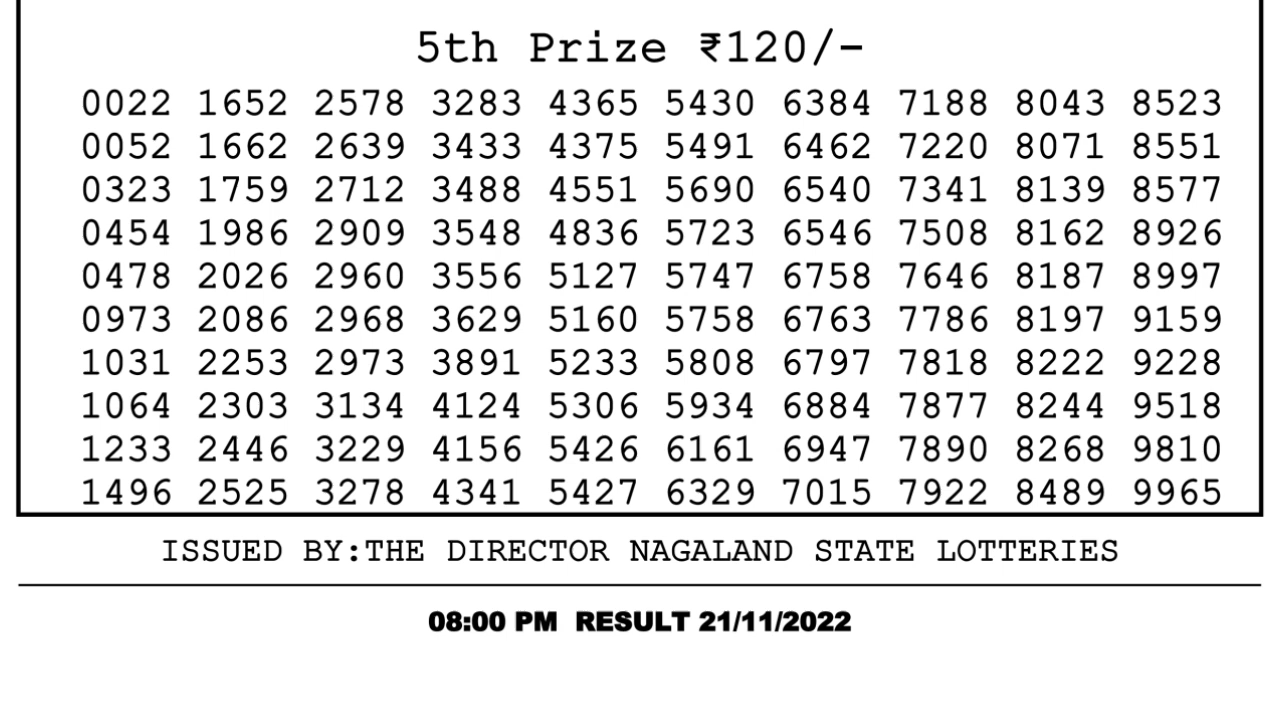 5th Prize ₹120/-
0022 1652 2578 3283 4365 5430 6384 7188 8043 8523
0052 1662 2639 3433 4375 5491 6462 7220 8071 8551
0323 1759 2712 3488 4551 5690 6540 7341 8139 8577
0454 1986 2909 3548 4836 5723 6546 7508 8162 8926
0478 2026 2960 3556 5127 5747 6758 7646 8187 8997
0973 2086 2968 3629 5160 5758 6763 7786 8197 9159
1031 2253 2973 3891 5233 5808 6797 7818 8222 9228
1064 2303 3134 4124 5306 5934 6884 7877 8244 9518
1233 2446 3229 4156 5426 6161 6947 7890 8268 9810
1496 2525 3278 4341 5427 6329 7015 7922 8489 9965
ISSUED BY:THE DIRECTOR NAGALAND STATE LOTTERIES
08:00 PM RESULT 21/11/2022